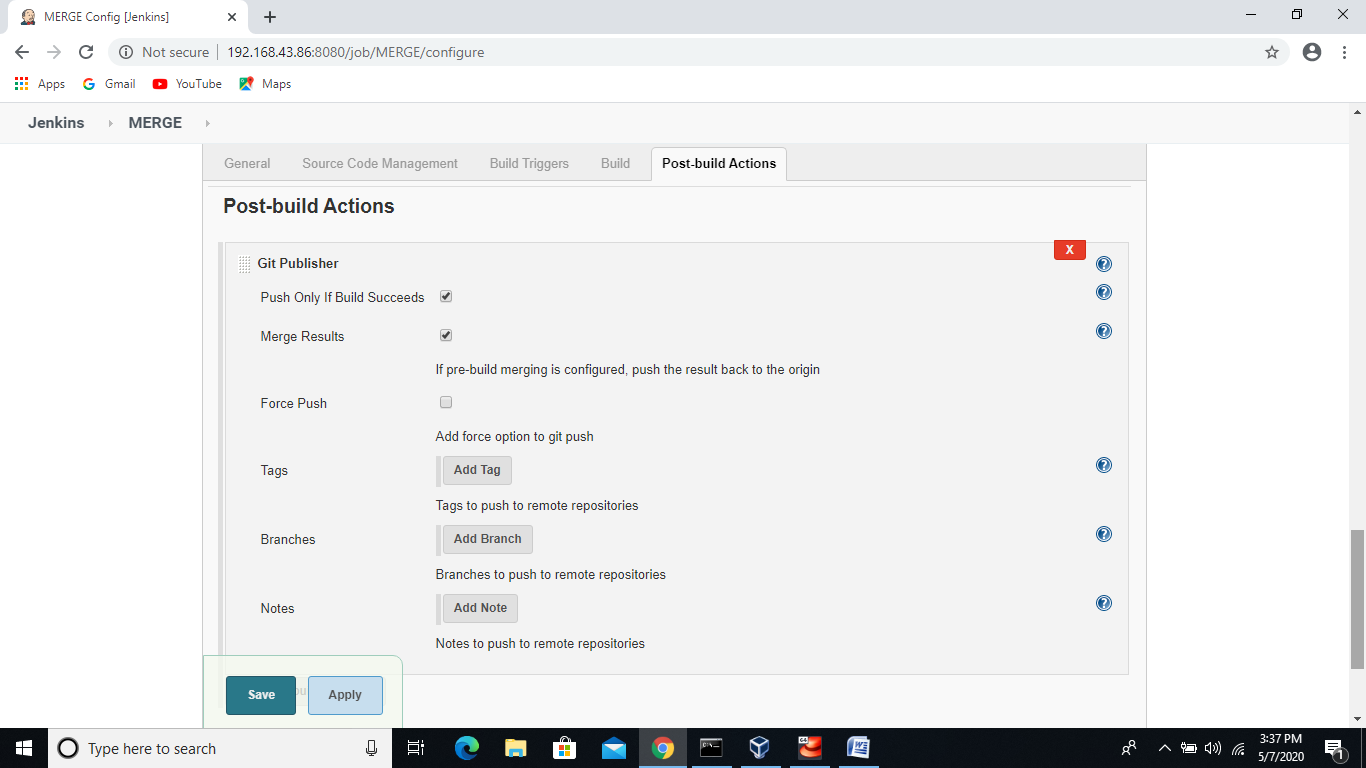 MERGE Config [Jenkins]
Not secure 192.168.43.86:8080/job/MERGE/configure
Apps Gmail YouTube Maps
Jenkins MERGE
General Source Code Management Build Triggers Build Post-build Actions
Post-build Actions
Git Publisher X ?
Push Only If Build Succeeds ?
Merge Results ?
If pre-build merging is configured, push the result back to the origin
Force Push
Add force option to git push
Tags Add Tag ?
Tags to push to remote repositories
Branches Add Branch ?
Branches to push to remote repositories
Notes Add Note ?
Notes to push to remote repositories
Save Apply
Type here to search
64
3:37 PM
5/7/2020
1